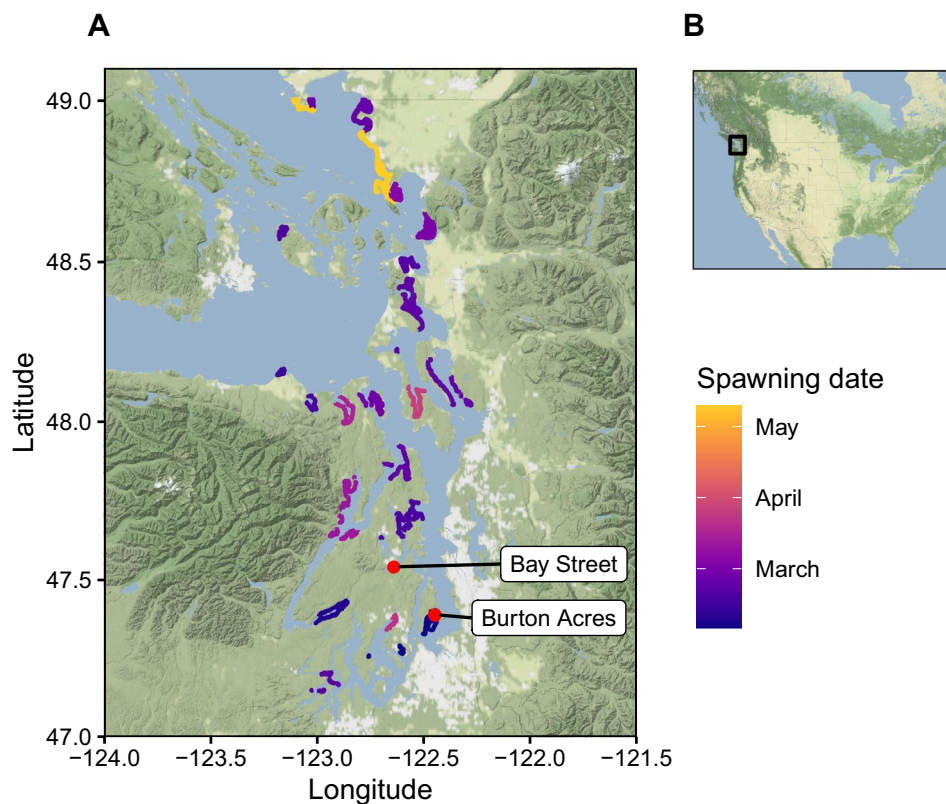 A
B
49.0
48.5
48.0
47.5
47.0
Latitude
−124.0 −123.5 −123.0 −122.5 −122.0 −121.5
Longitude
Bay Street
Burton Acres
Spawning date
May
April
March